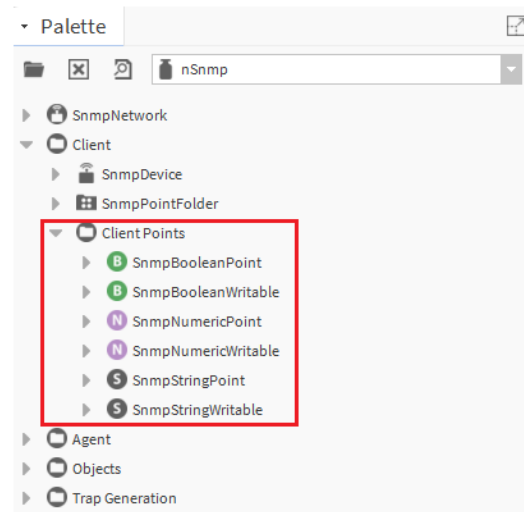 Palette
nSnmp
SnmpNetwork
Client
SnmpDevice
SnmpPointFolder
Client Points
B SnmpBooleanPoint
B SnmpBooleanWritable
N SnmpNumericPoint
N SnmpNumericWritable
S SnmpStringPoint
S SnmpStringWritable
Agent
Objects
Trap Generation